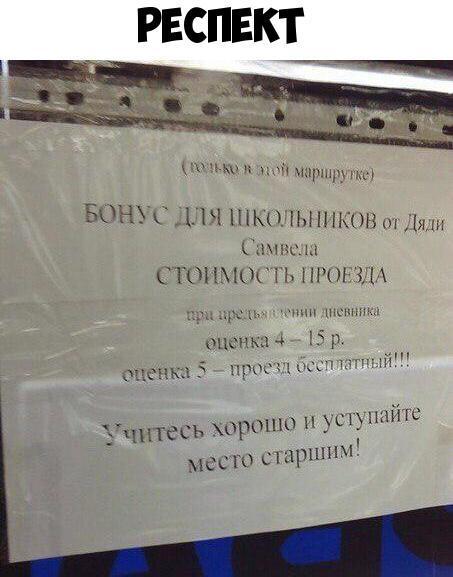 РЕСПЕКТ
(только в этой маршрутке)
БОНУС ДЛЯ ШКОЛЬНИКОВ от Дяди
Самвела
СТОИМОСТЬ ПРОЕЗДА
при предъявлении дневника
оценка 4 – 15 р.
оценка 5 – проезд бесплатный!!!
Учитесь хорошо и уступайте
место старшим!